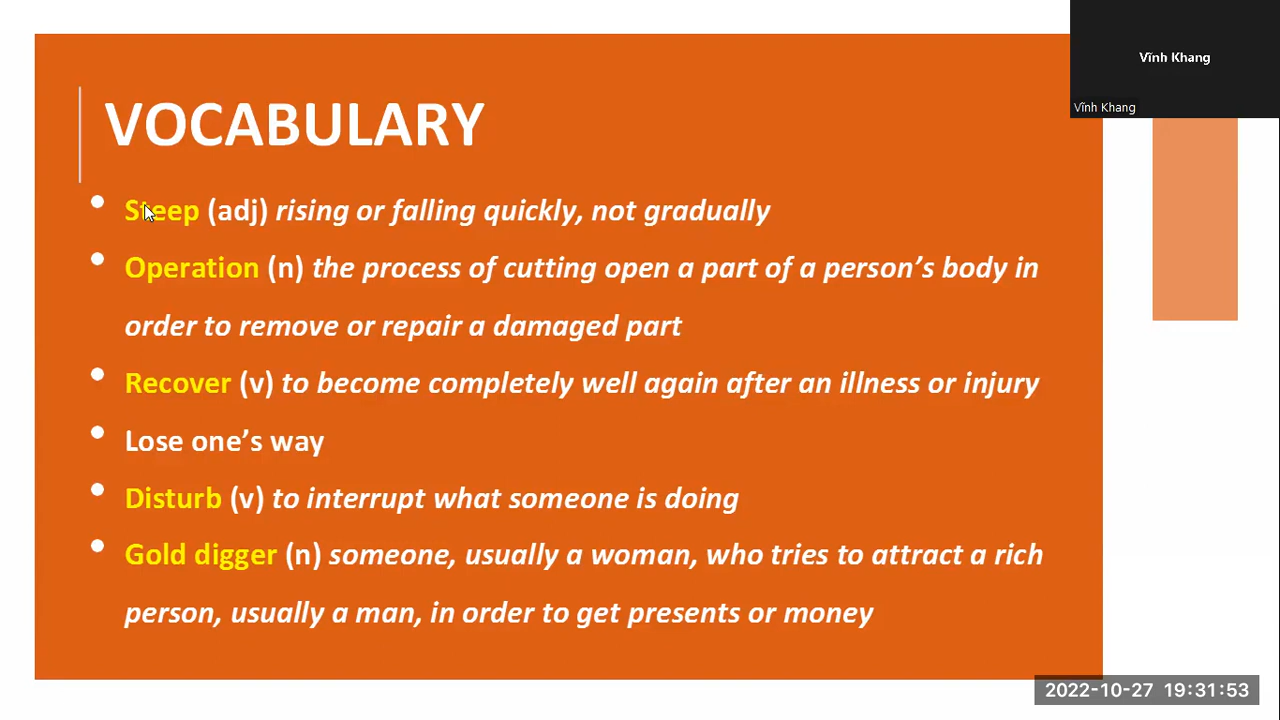 Vĩnh Khang
Vĩnh Khang
VOCABULARY
• Steep (adj) rising or falling quickly, not gradually
• Operation (n) the process of cutting open a part of a person's body in
order to remove or repair a damaged part
• Recover (v) to become completely well again after an illness or injury
• Lose one's way
• Disturb (v) to interrupt what someone is doing
• Gold digger (n) someone, usually a woman, who tries to attract a rich
person, usually a man, in order to get presents or money
2022-10-27 19:31:53